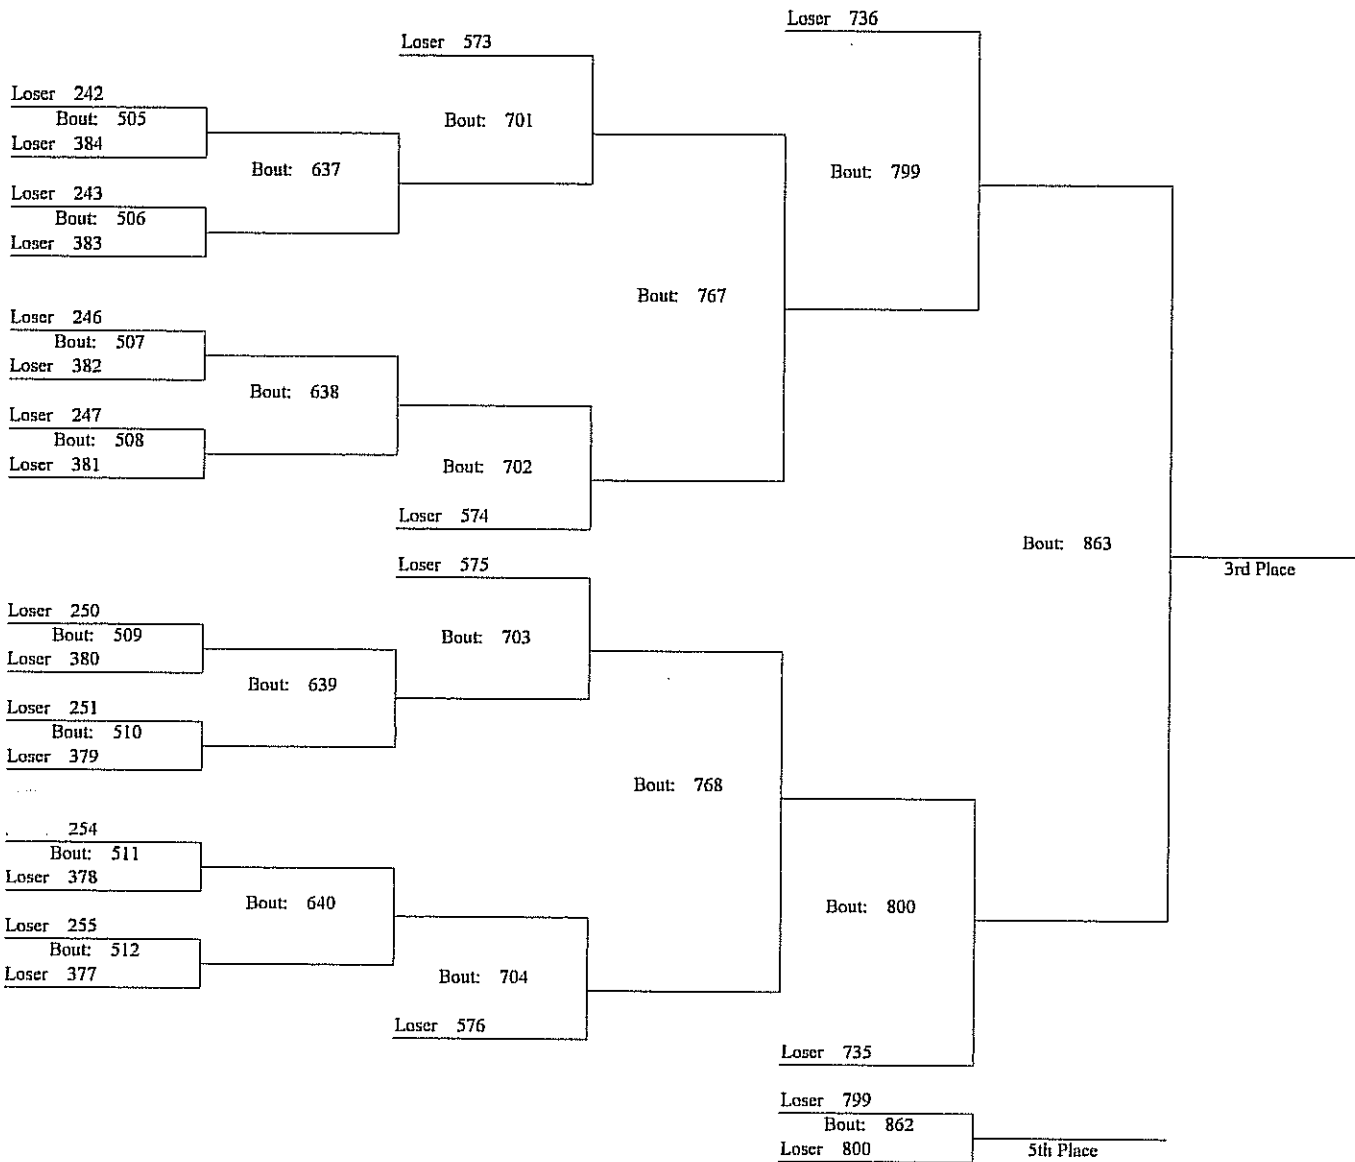 Loser 736
Loser 573
Loser 242
Bout: 505
Loser 384
Bout: 701
Bout: 637
Bout: 799
Loser 243
Bout: 506
Loser 383
Bout: 767
Loser 246
Bout: 507
Loser 382
Bout: 638
Loser 247
Bout: 508
Loser 381
Bout: 702
Loser 574
Bout: 863
3rd Place
Loser 575
Loser 250
Bout: 509
Loser 380
Bout: 703
Bout: 639
Loser 251
Bout: 510
Loser 379
Bout: 768
254
Bout: 511
Loser 378
Bout: 640
Bout: 800
Loser 255
Bout: 512
Loser 377
Bout: 704
Loser 576
Loser 735
Loser 799
Bout: 862
Loser 800
5th Place